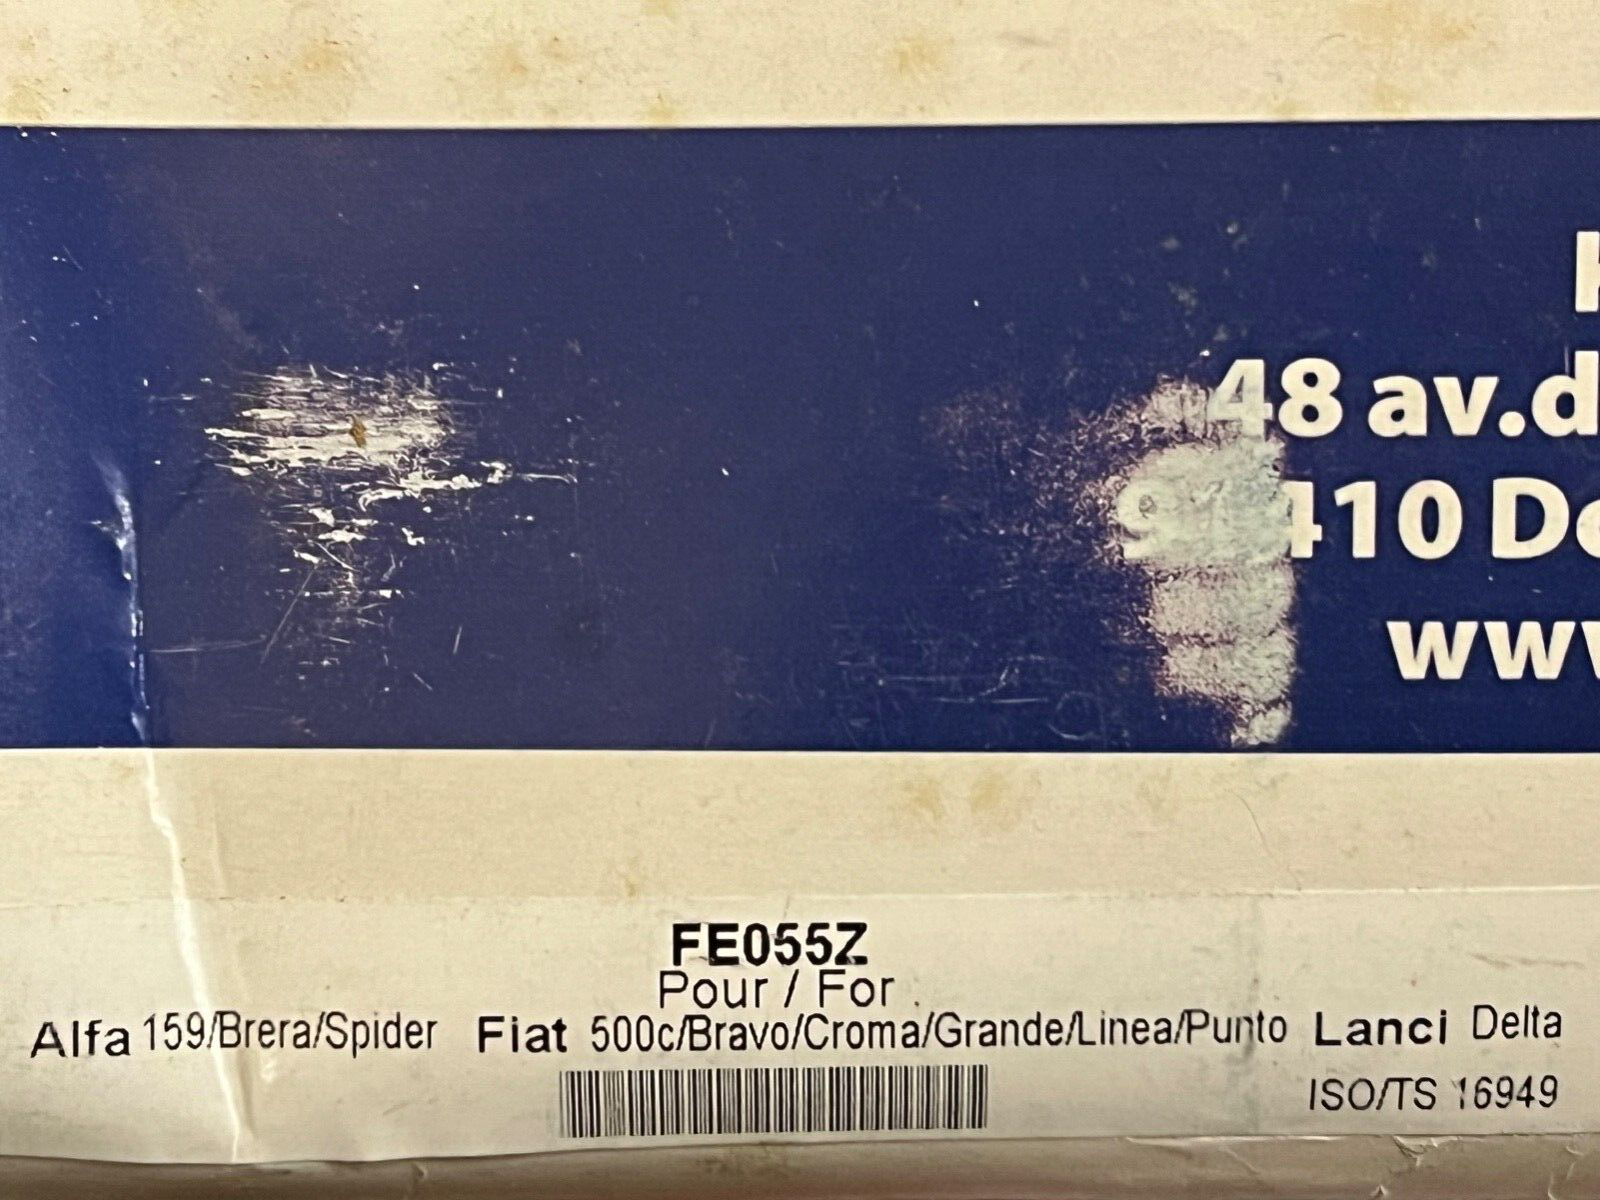 48 av.d
410 De
www
FE055Z
Pour / For
Alfa 159/Brera/Spider Fiat 500c/Bravo/Croma/Grande/Linea/Punto Lanci Delta
ISO/TS 16949